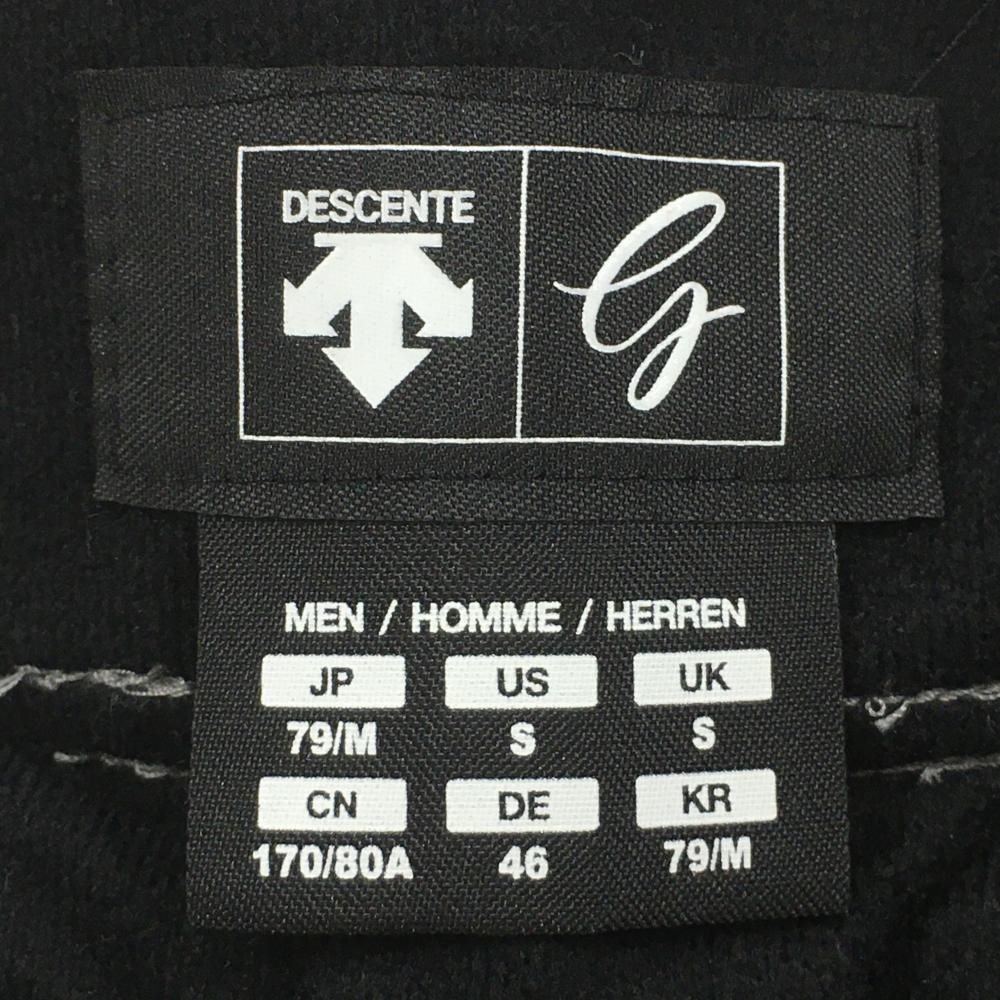 DESCENTE
G
MEN / HOMME / HERREN
JP US UK
79/M S S
CN DE KR
170/80A 46 79/M